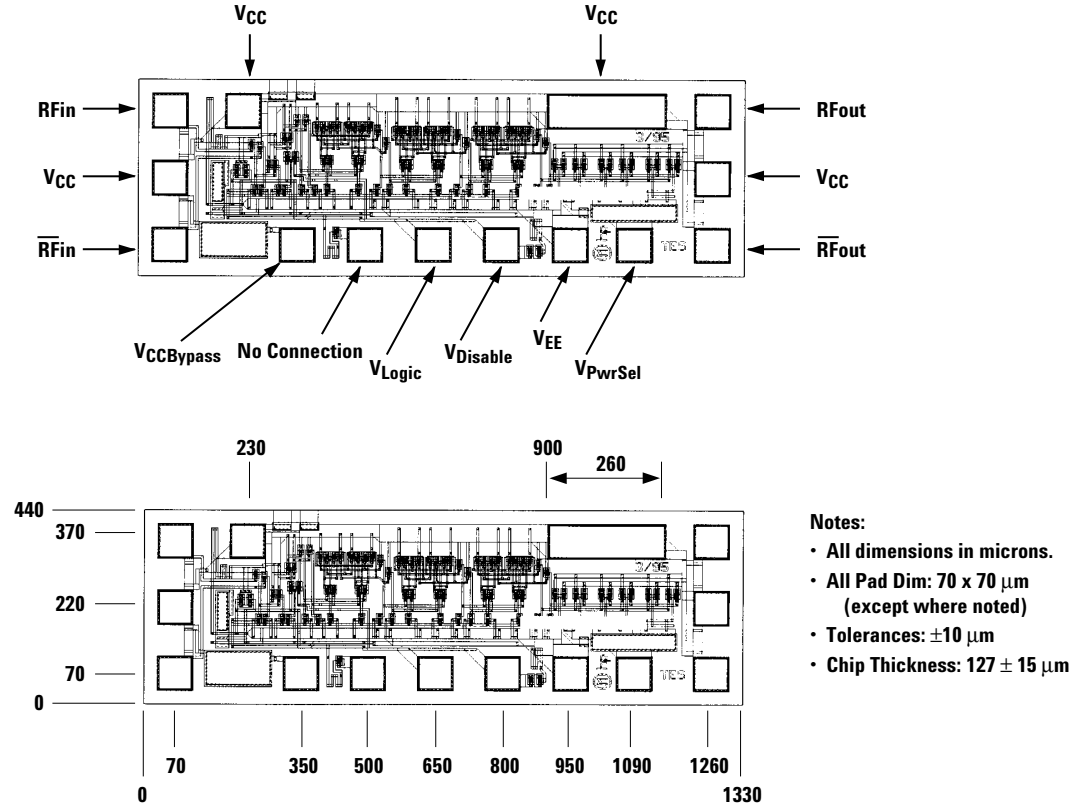 VCC
VCC
RFin
RFout
3/95
VCC
VCC
R̅F̅in
R̅F̅out
TES
VCCBypass
No Connection
VLogic
VDisable
VEE
VPwrSel
230
900
260
440
370
220
70
0
3/95
TES
Notes:
· All dimensions in microns.
· All Pad Dim: 70 x 70 μm
(except where noted)
· Tolerances: ±10 μm
· Chip Thickness: 127 ± 15 μm
70
350
500
650
800
950
1090
1260
0
1330